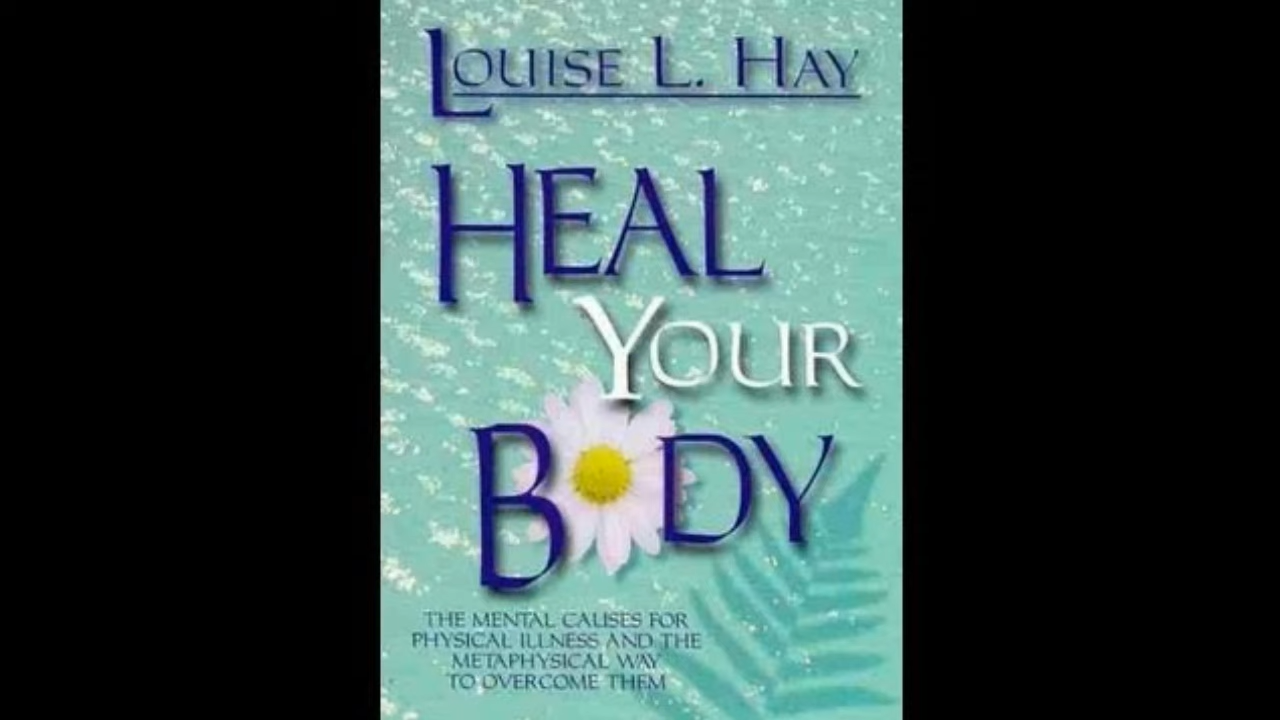 LOUISE L. HAY
HEAL
YOUR
BODY
THE MENTAL CAUSES FOR
PHYSICAL ILLNESS AND THE
METAPHYSICAL WAY
TO OVERCOME THEM